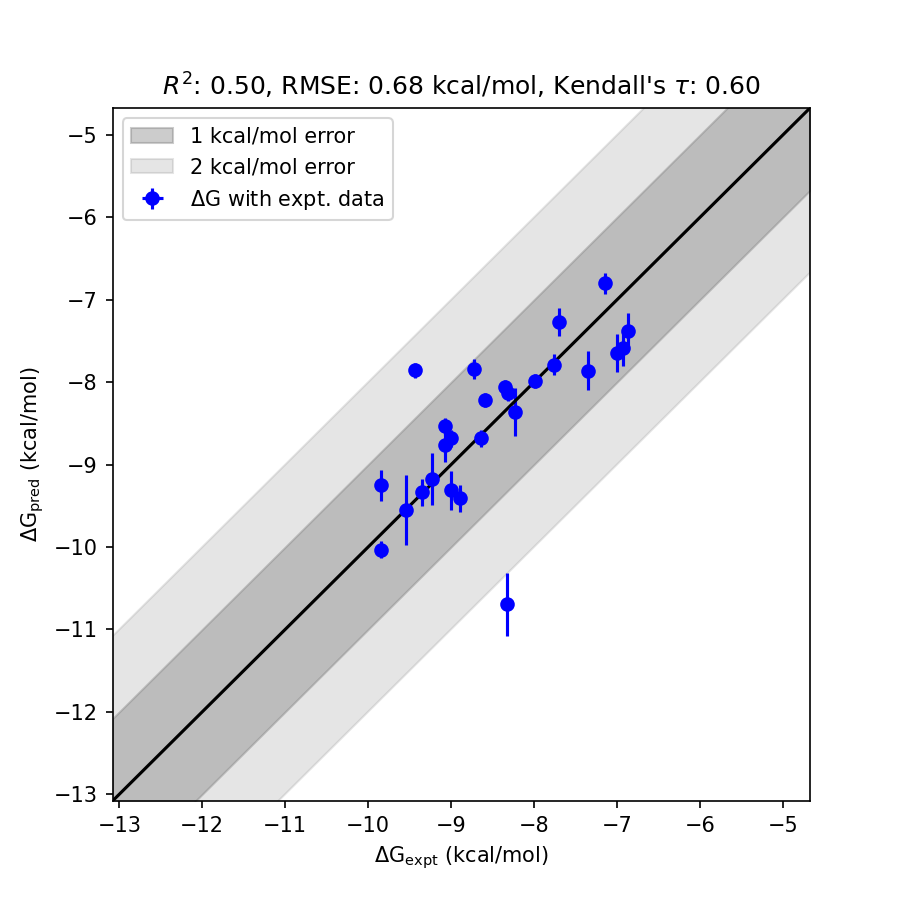 R²: 0.50, RMSE: 0.68 kcal/mol, Kendall's τ: 0.60
1 kcal/mol error
2 kcal/mol error
ΔG with expt. data
ΔG_pred (kcal/mol)
−5
−6
−7
−8
−9
−10
−11
−12
−13
−13 −12 −11 −10 −9 −8 −7 −6 −5
ΔG_expt (kcal/mol)